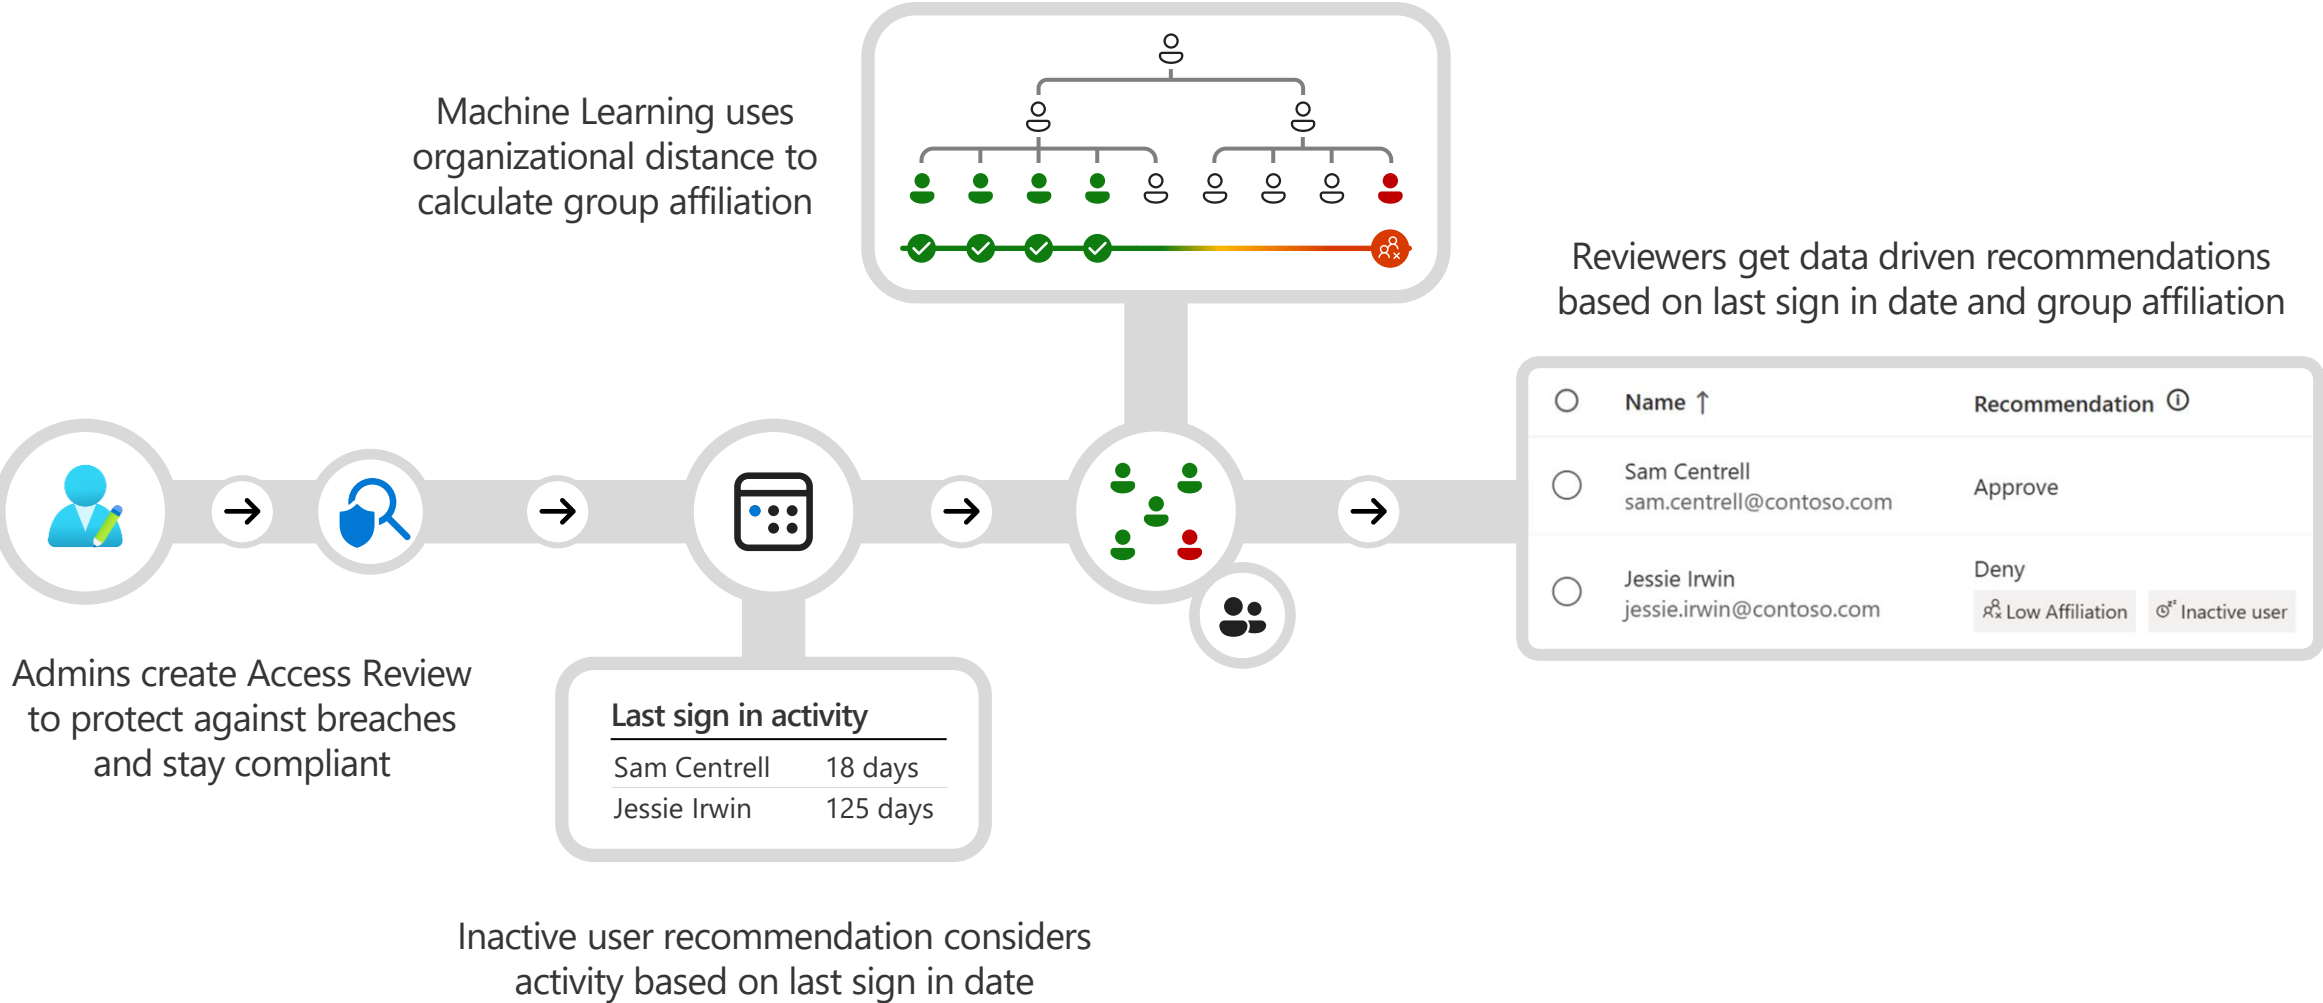 Machine Learning uses
organizational distance to
calculate group affiliation
Reviewers get data driven recommendations
based on last sign in date and group affiliation
Name ↑
Recommendation
Sam Centrell
sam.centrell@contoso.com
Approve
Jessie Irwin
jessie.irwin@contoso.com
Deny
Low Affiliation
Inactive user
Admins create Access Review
to protect against breaches
and stay compliant
Last sign in activity
Sam Centrell 18 days
Jessie Irwin 125 days
Inactive user recommendation considers
activity based on last sign in date